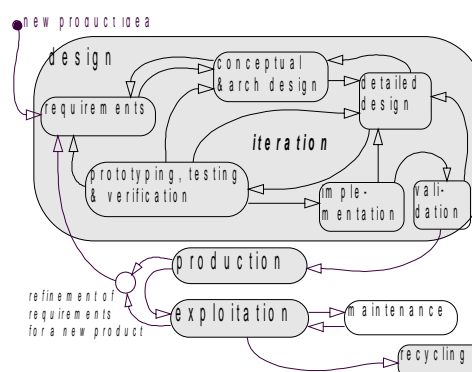 new product idea
design
conceptual
& arch design
detailed
design
requirements
iteration
prototyping, testing
& verification
imple-
mentation
vali-
dation
production
refinement of
requirements
for a new product
exploitation
maintenance
recycling